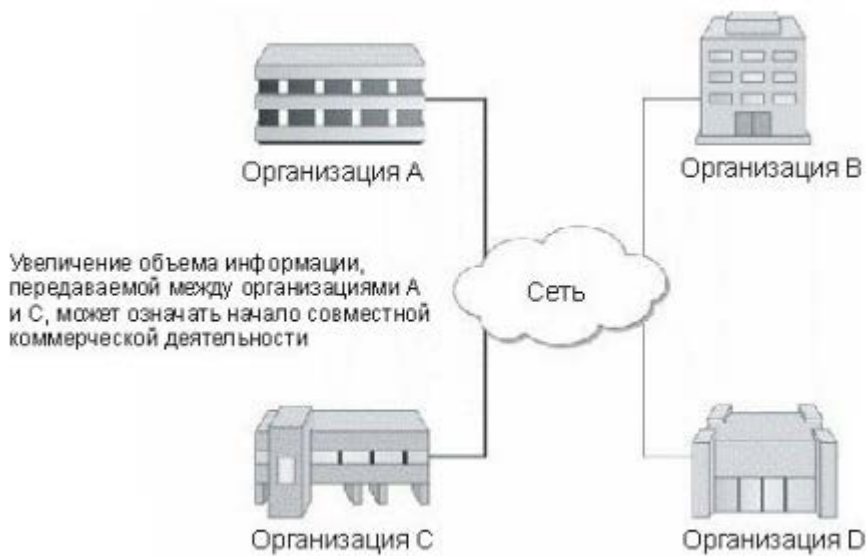 Организация A
Организация B
Увеличение объема информации,
передаваемой между организациями A
и C, может означать начало совместной
коммерческой деятельности
Сеть
Организация C
Организация D